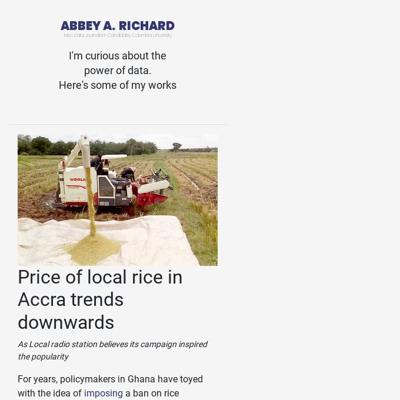 ABBEY A. RICHARD
I'm curious about the
power of data.
Here's some of my works
Price of local rice in
Accra trends
downwards
As Local radio station believes its campaign inspired
the popularity
For years, policymakers in Ghana have toyed
with the idea of imposing a ban on rice